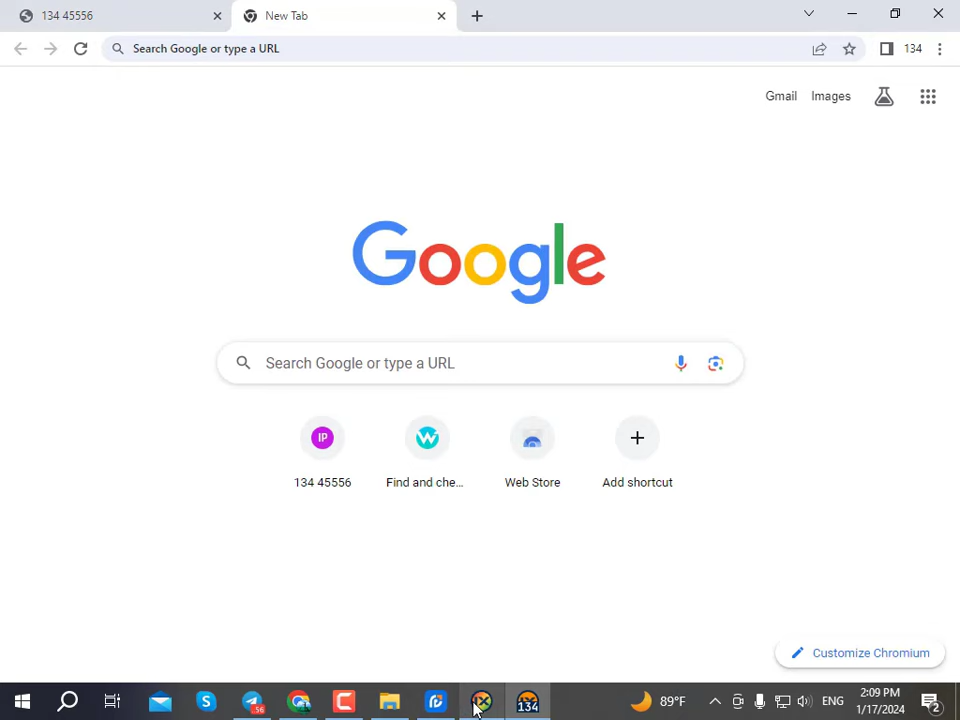 134 45556
New Tab
Search Google or type a URL
134
Gmail
Images
Google
Search Google or type a URL
IP
134 45556
Find and che...
Web Store
Add shortcut
Customize Chromium
56
134
89°F
ENG
2:09 PM
1/17/2024
2